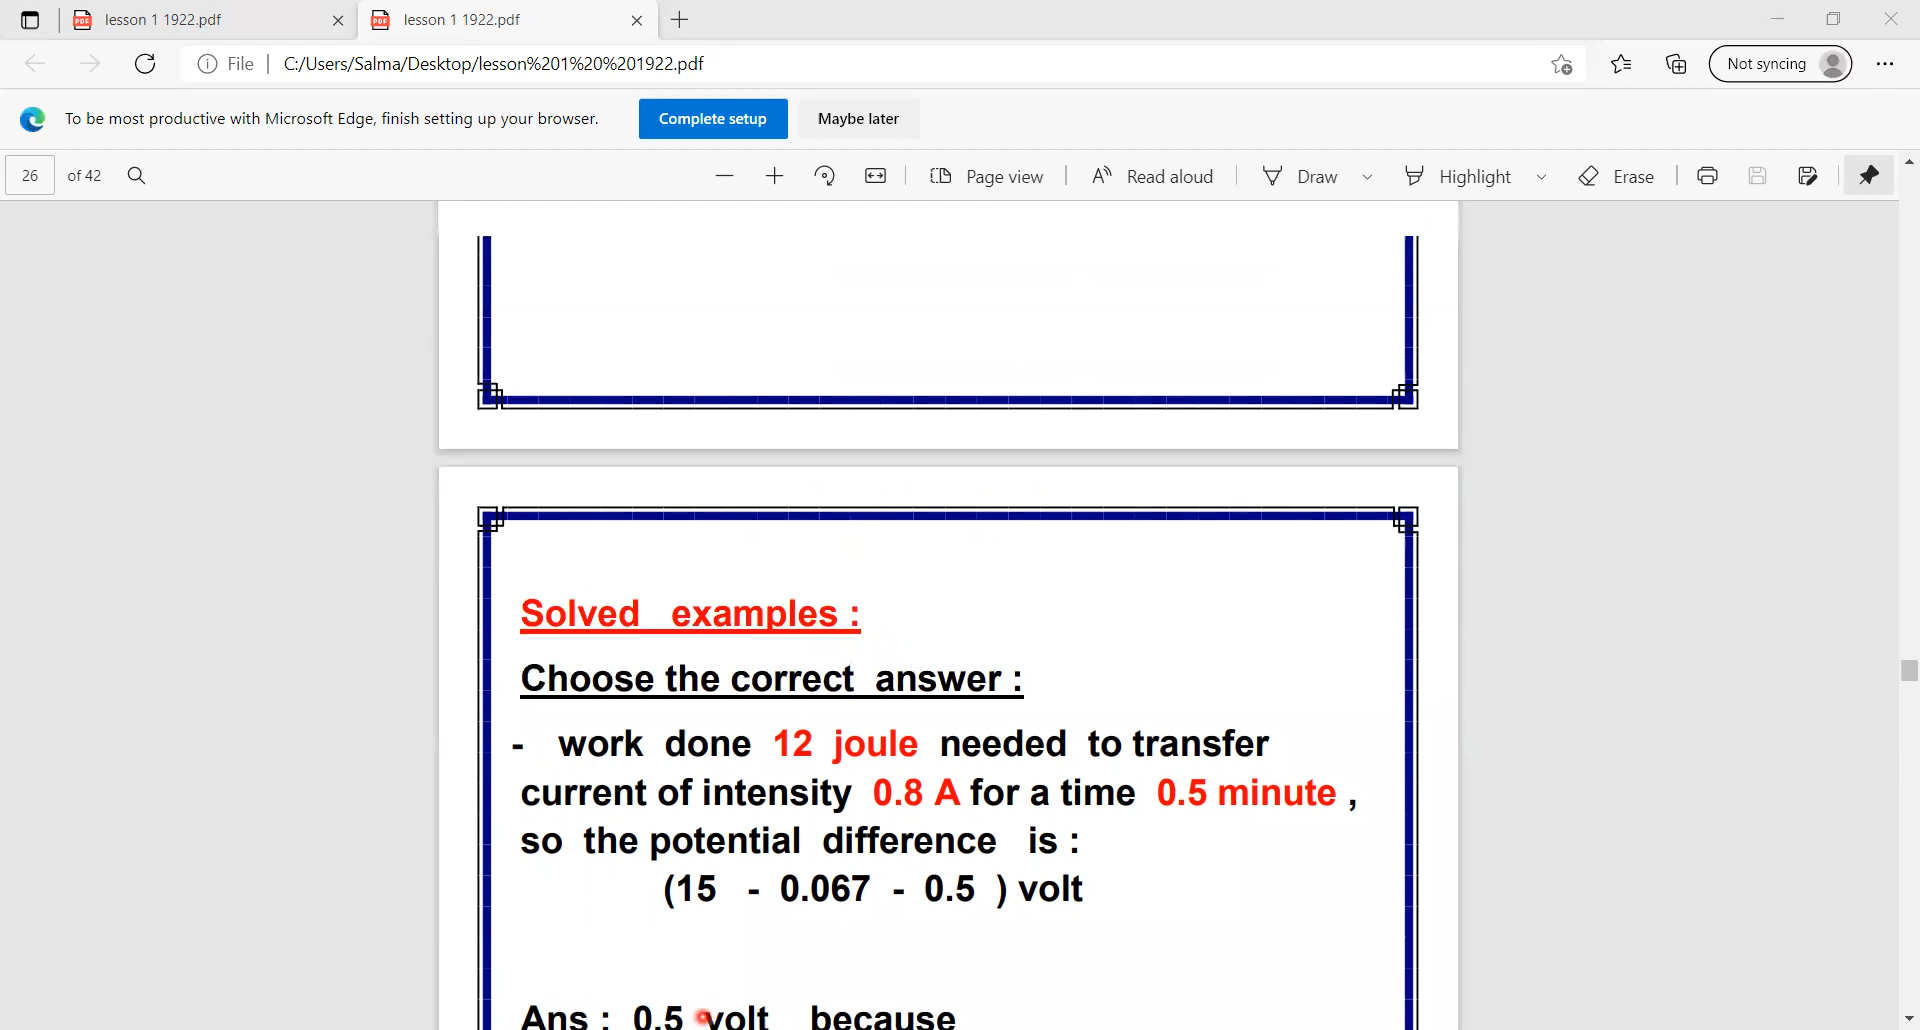 lesson 1 1922.pdf
lesson 1 1922.pdf
File C:/Users/Salma/Desktop/lesson%201%20%201922.pdf
Not syncing
To be most productive with Microsoft Edge, finish setting up your browser. Complete setup Maybe later
26 of 42 Page view Read aloud Draw Highlight Erase
Solved examples :
Choose the correct answer :
- work done 12 joule needed to transfer
current of intensity 0.8 A for a time 0.5 minute ,
so the potential difference is :
(15 - 0.067 - 0.5 ) volt
Ans : 0.5 volt because